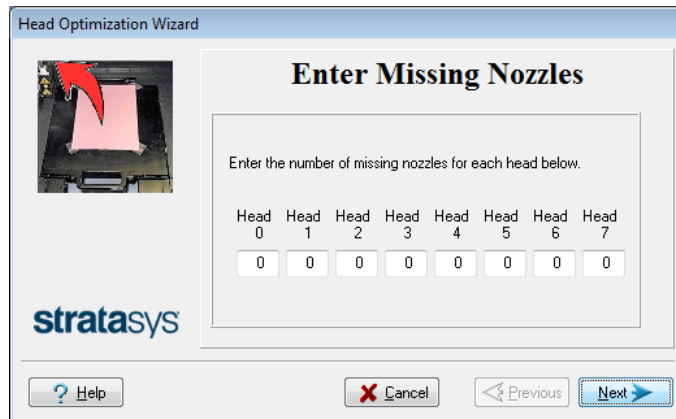 Head Optimization Wizard
Enter Missing Nozzles
Enter the number of missing nozzles for each head below.
Head Head Head Head Head Head Head Head
0 1 2 3 4 5 6 7
0 0 0 0 0 0 0 0
stratasys
? Help Cancel Previous Next